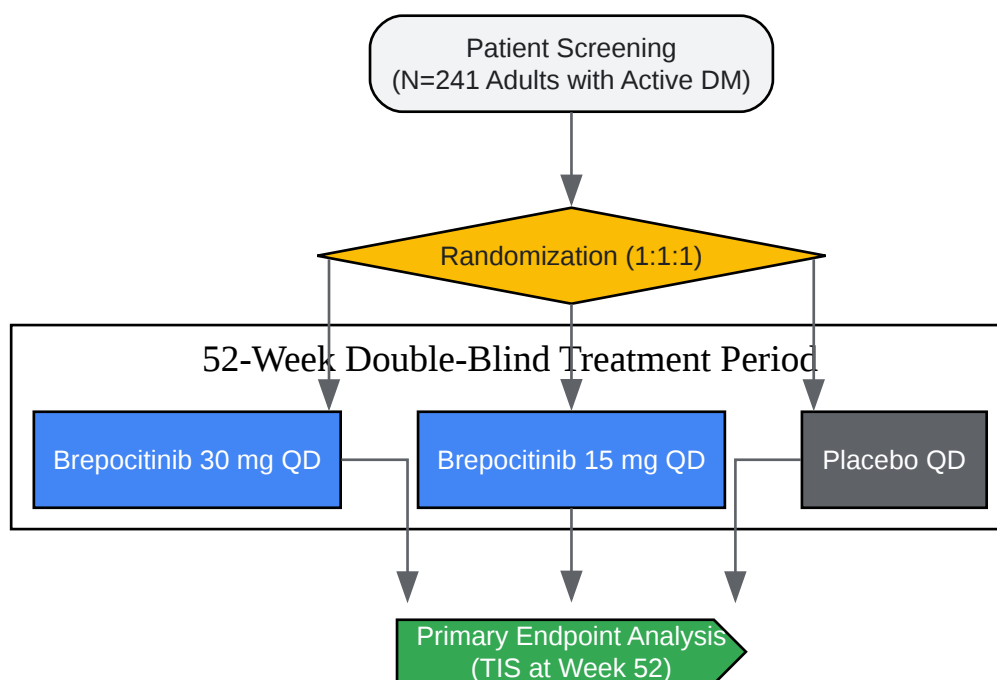 Patient Screening
(N=241 Adults with Active DM)
Randomization (1:1:1)
52-Week Double-Blind Treatment Period
Brepocitinib 30 mg QD
Brepocitinib 15 mg QD
Placebo QD
Primary Endpoint Analysis
(TIS at Week 52)